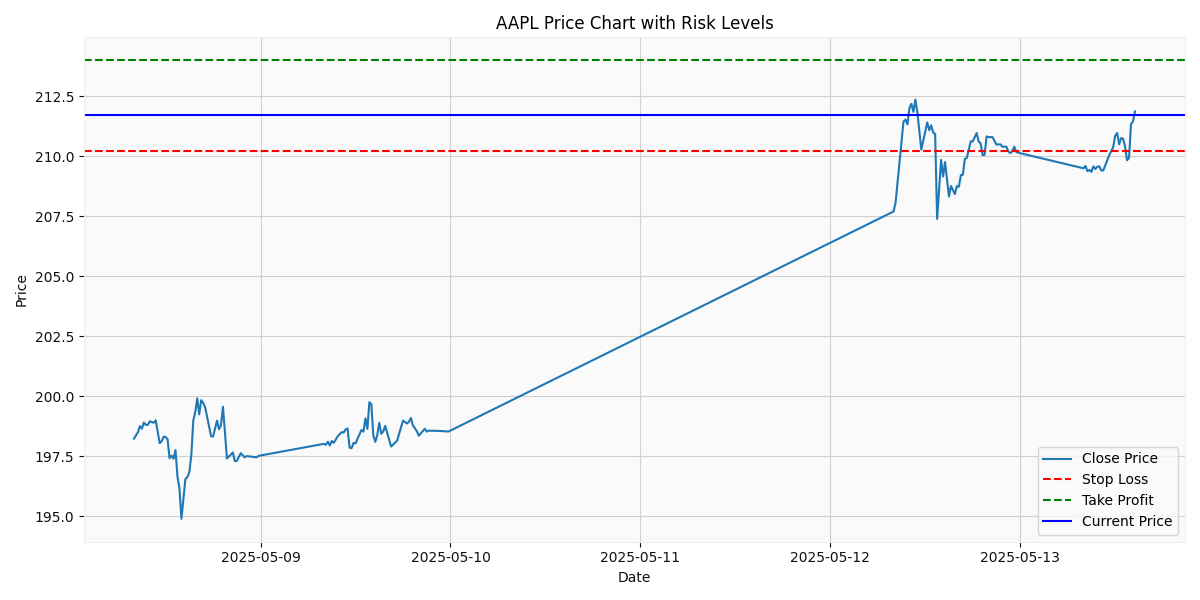 AAPL Price Chart with Risk Levels
212.5
210.0
207.5
205.0
202.5
200.0
197.5
195.0
Price
2025-05-09 2025-05-10 2025-05-11 2025-05-12 2025-05-13
Date
Close Price
Stop Loss
Take Profit
Current Price